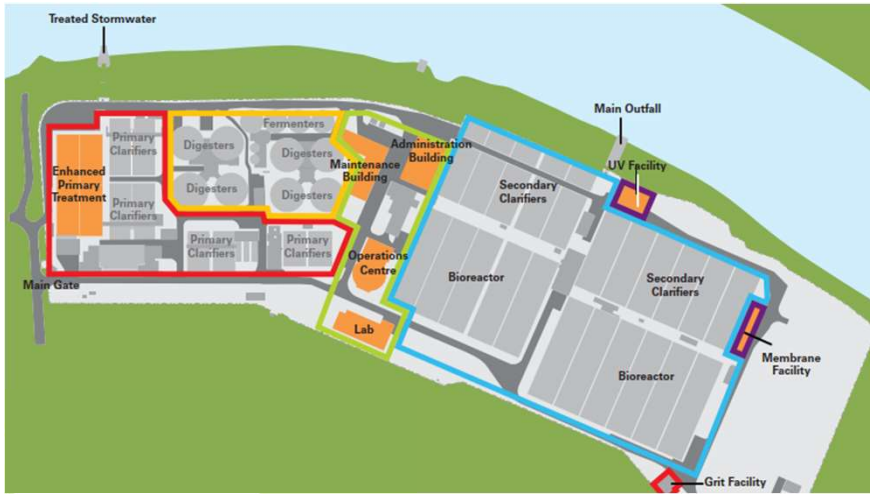 Treated Stormwater
Main Outfall
Fermenters
Primary
Clarifiers
Digesters
Digesters
Administration
Building
Enhanced
Primary
Treatment
Maintenance
Building
UV Facility
Digesters
Digesters
Secondary
Clarifiers
Primary
Clarifiers
Primary
Clarifiers
Primary
Clarifiers
Operations
Centre
Bioreactor
Secondary
Clarifiers
Main Gate
Lab
Membrane
Facility
Bioreactor
Grit Facility